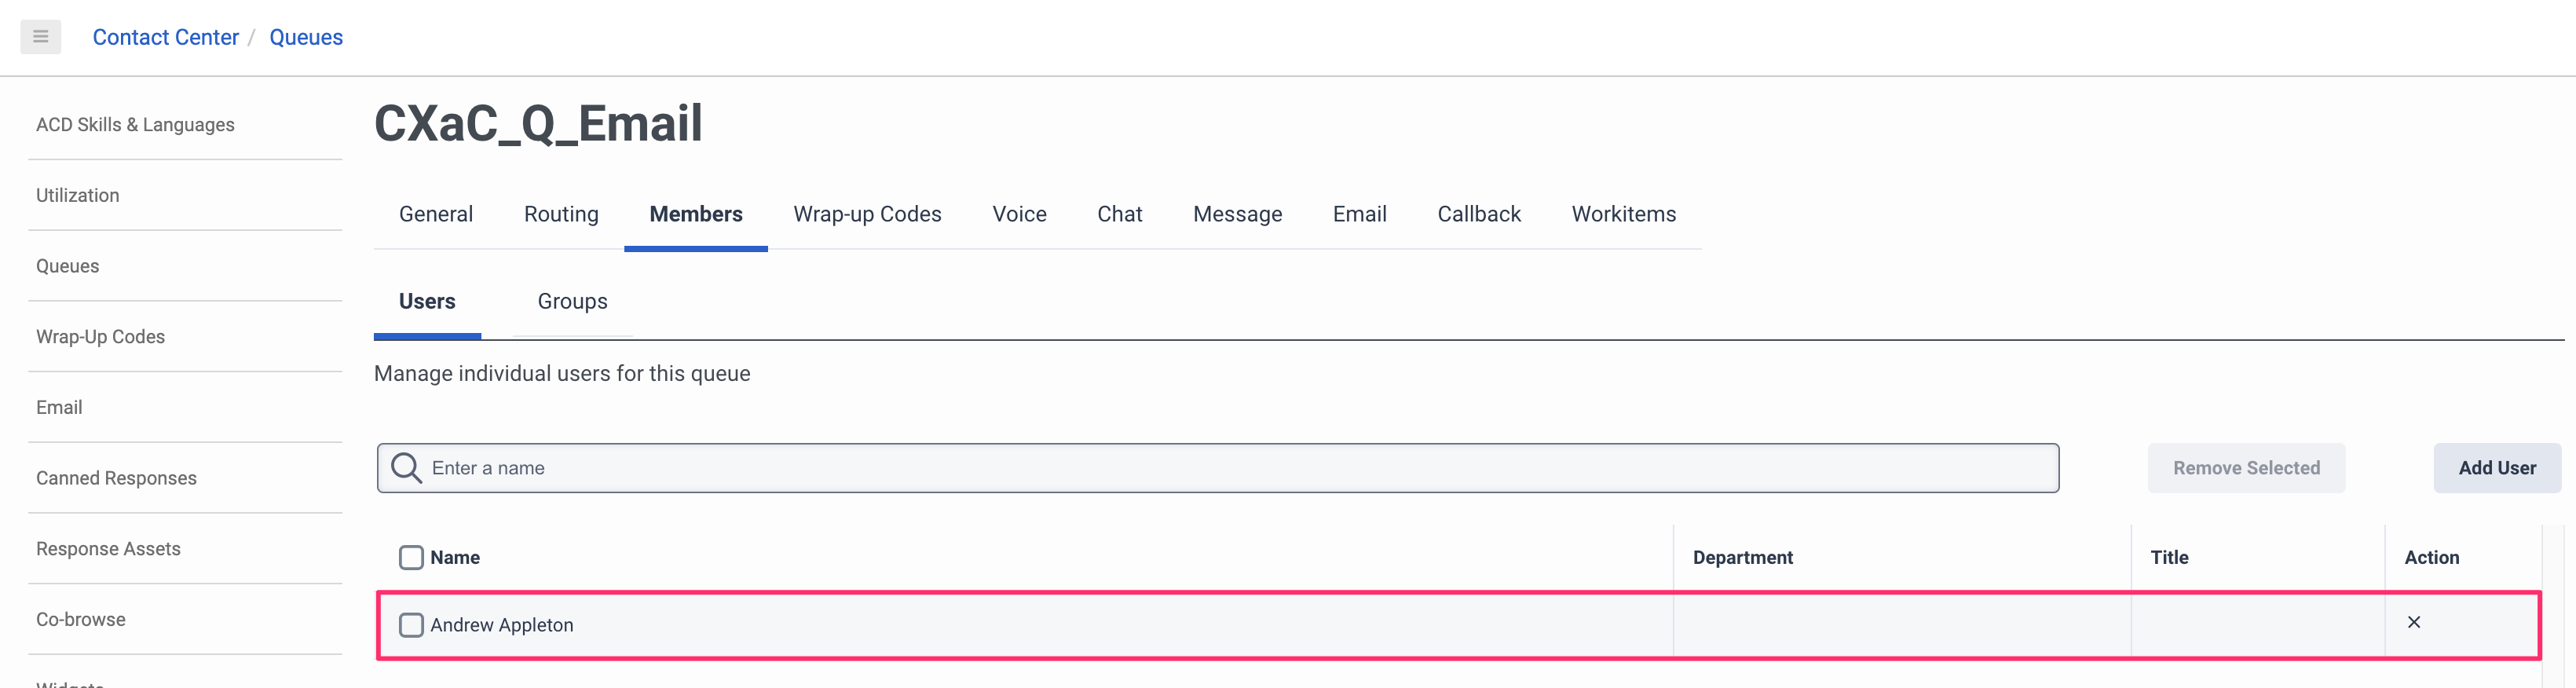 Contact Center / Queues
ACD Skills & Languages
Utilization
Queues
Wrap-Up Codes
Email
Canned Responses
Response Assets
Co-browse
Widgets
CXaC_Q_Email
General Routing Members Wrap-up Codes Voice Chat Message Email Callback Workitems
Users Groups
Manage individual users for this queue
Enter a name Remove Selected Add User
Name Department Title Action
Andrew Appleton